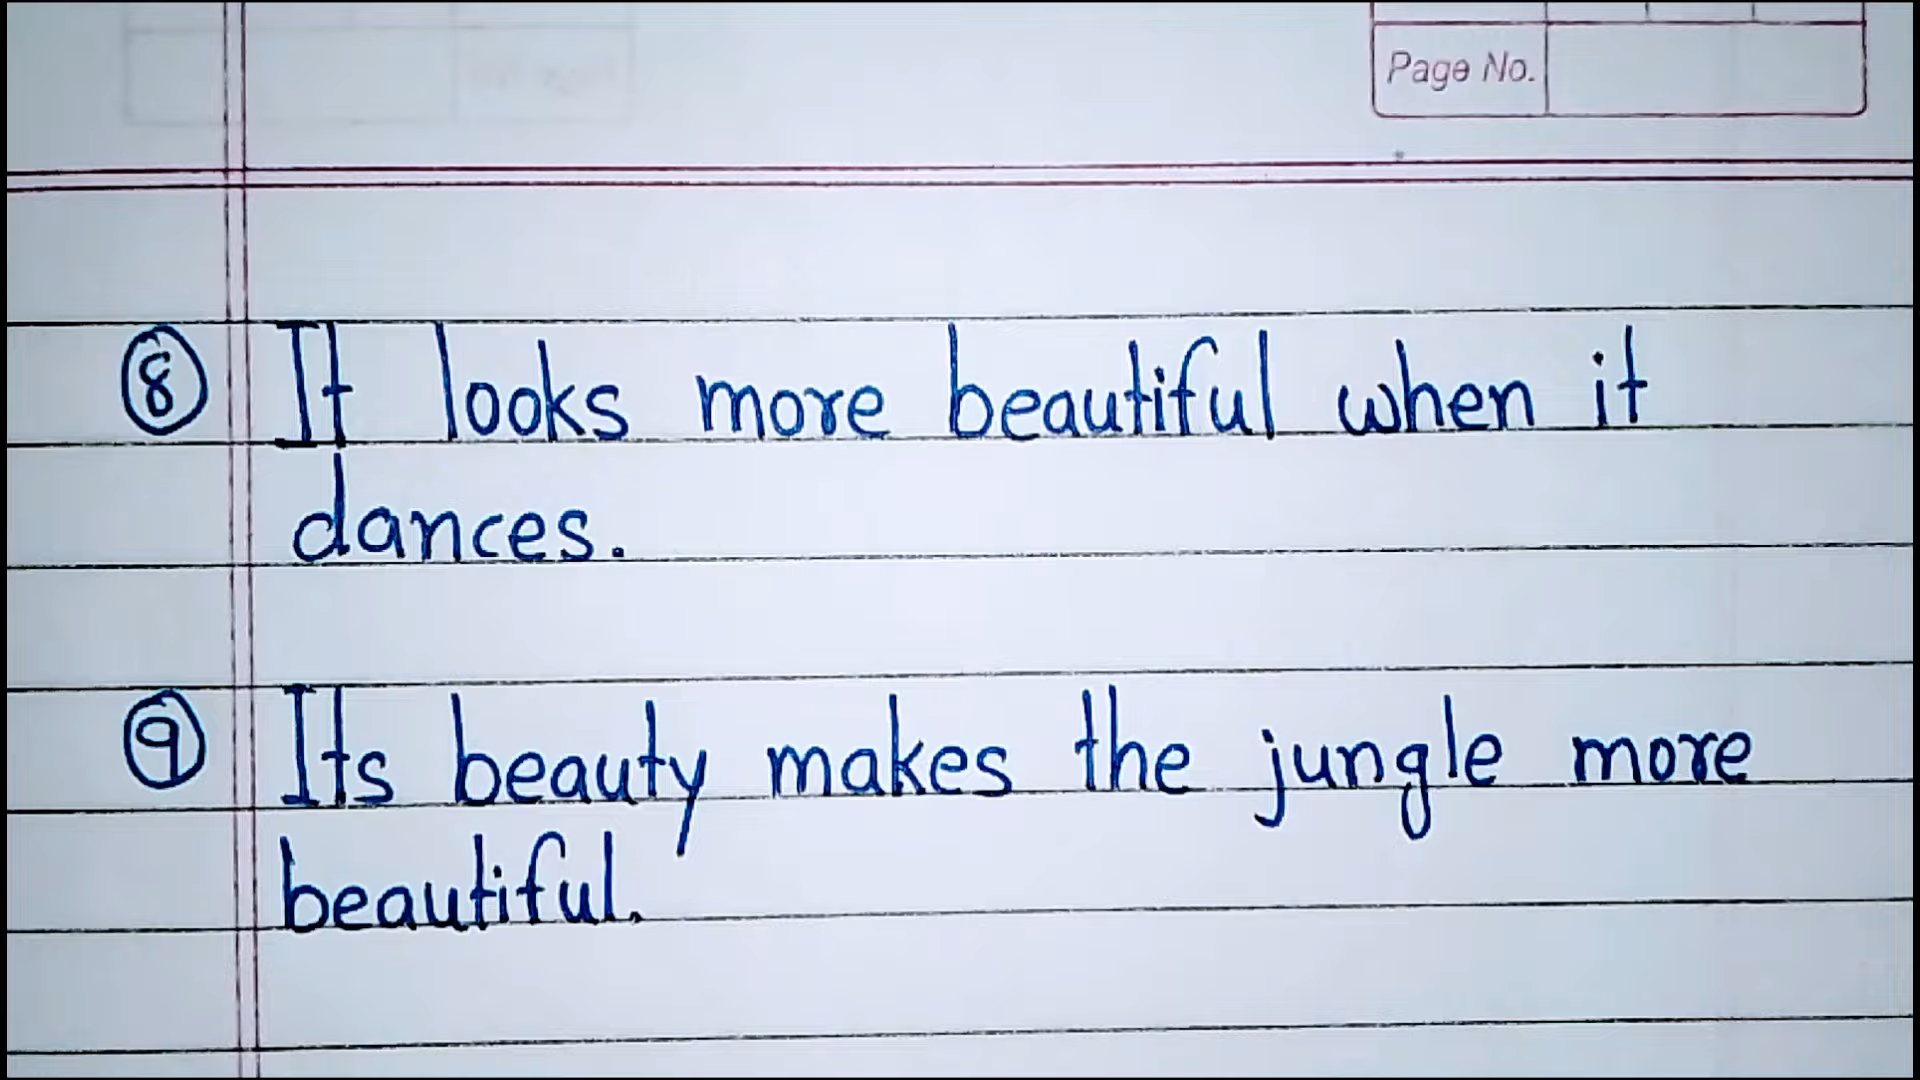 Page No.
⑧ It looks more beautiful when it
dances.
⑨ Its beauty makes the jungle more
beautiful.